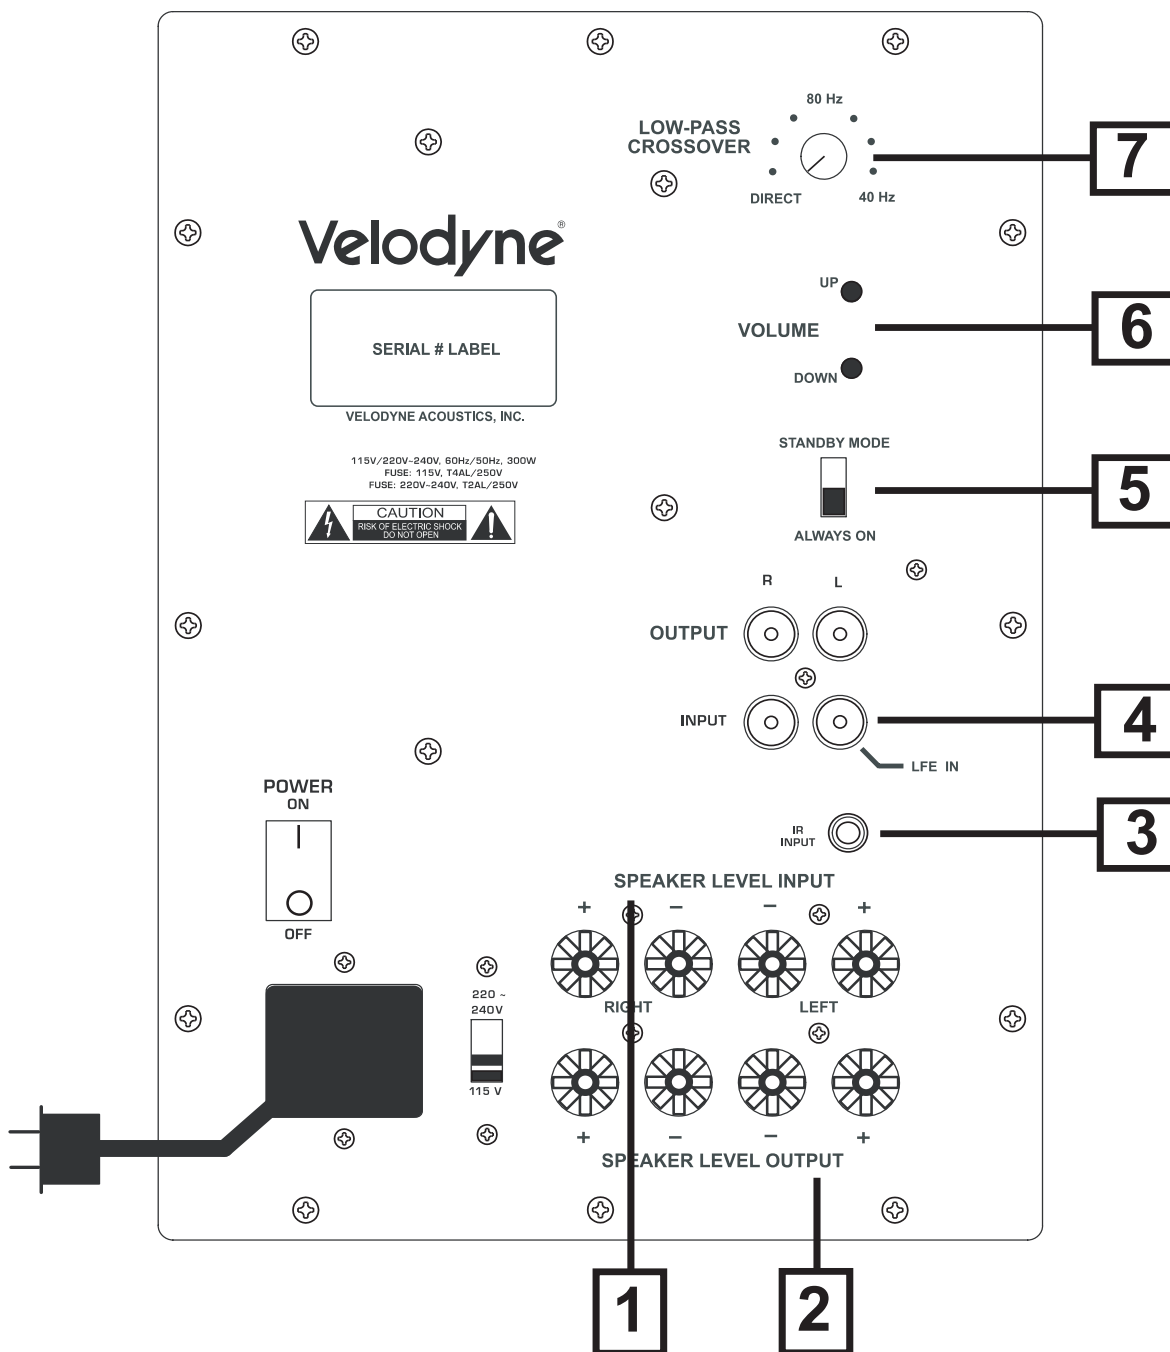 80 Hz
LOW-PASS
CROSSOVER
7
DIRECT
40 Hz
Velodyne®
UP
6
VOLUME
SERIAL # LABEL
DOWN
VELODYNE ACOUSTICS, INC.
STANDBY MODE
115V/220V~240V, 60Hz/50Hz, 300W
FUSE: 115V, T4AL/250V
FUSE: 220V~240V, T2AL/250V
5
CAUTION
RISK OF ELECTRIC SHOCK
DO NOT OPEN
ALWAYS ON
R L
OUTPUT
INPUT
4
LFE IN
POWER
ON
OFF
IR
INPUT
3
SPEAKER LEVEL INPUT
+ − − +
220 ~
240V
115 V
RIGHT
LEFT
+ − − +
SPEAKER LEVEL OUTPUT
1
2